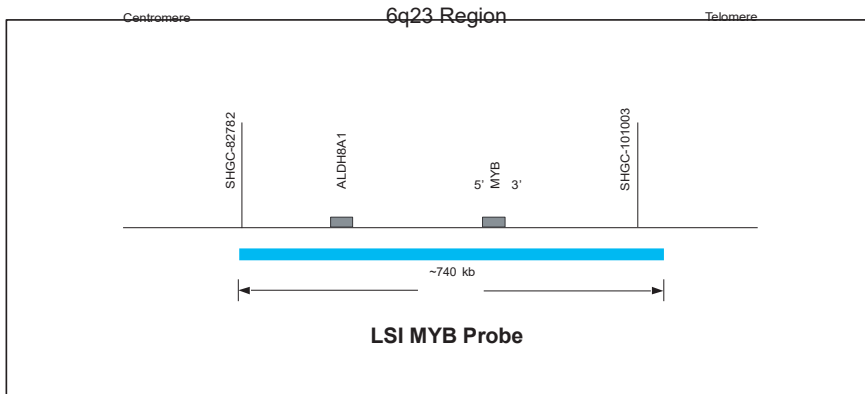 Centromere 6q23 Region Telomere
SHGC-82782
ALDH8A1
5' MYB 3'
SHGC-101003
~740 kb
LSI MYB Probe